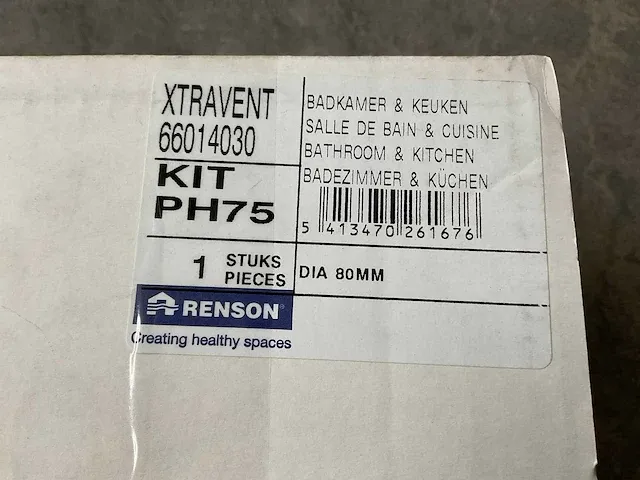 XTRAVENT
66014030
KIT
PH75
BADKAMER & KEUKEN
SALLE DE BAIN & CUISINE
BATHROOM & KITCHEN
BADEZIMMER & KÜCHEN
5 413470 261676
1 STUKS
PIECES
DIA 80MM
RENSON®
Creating healthy spaces